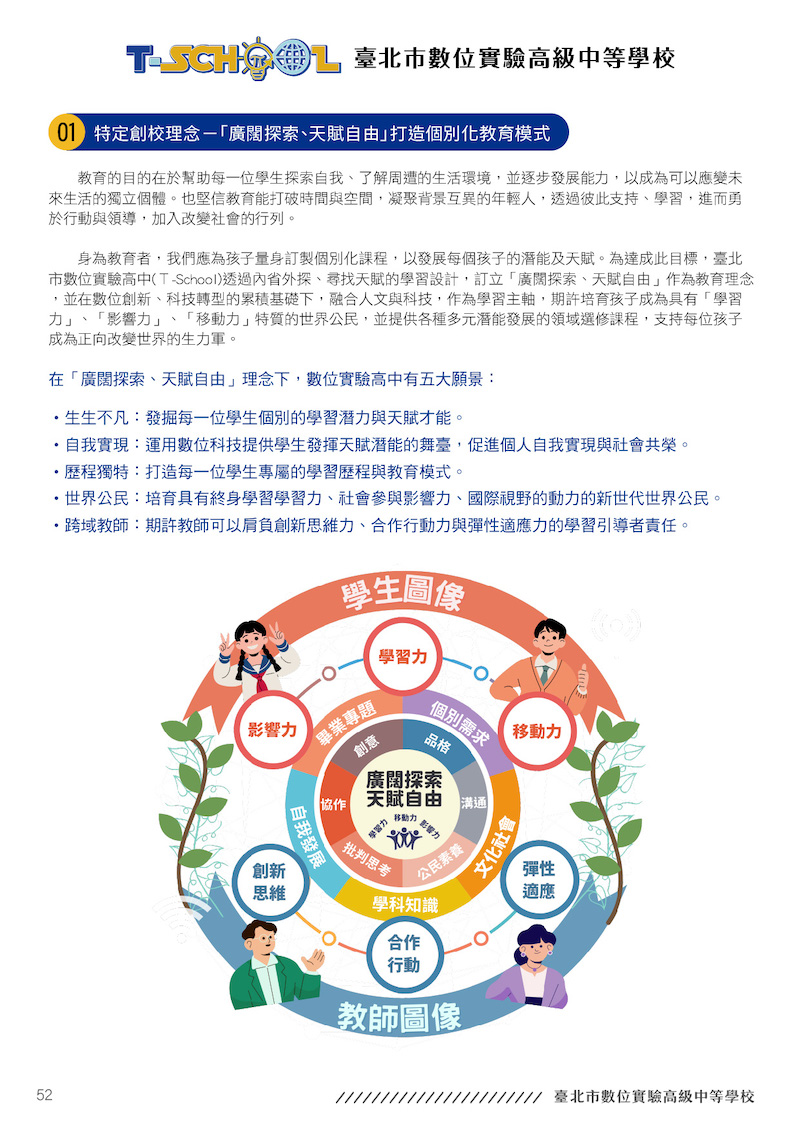 T-SCHOOL 臺北市數位實驗高級中等學校
01 特定創校理念－「廣闊探索、天賦自由」打造個別化教育模式
教育的目的在於幫助每一位學生探索自我、了解周遭的生活環境，並逐步發展能力，以成為可以應變未
來生活的獨立個體。也堅信教育能打破時間與空間，凝聚背景互異的年輕人，透過彼此支持、學習，進而勇
於行動與領導，加入改變社會的行列。
身為教育者，我們應為孩子量身訂製個別化課程，以發展每個孩子的潛能及天賦。為達成此目標，臺北
市數位實驗高中(T-School)透過內省外探、尋找天賦的學習設計，訂立「廣闊探索、天賦自由」作為教育理念
，並在數位創新、科技轉型的累積基礎下，融合人文與科技，作為學習主軸，期許培育孩子成為具有「學習
力」、「影響力」、「移動力」特質的世界公民，並提供各種多元潛能發展的領域選修課程，支持每位孩子
成為正向改變世界的生力軍。
在「廣闊探索、天賦自由」理念下，數位實驗高中有五大願景：
・生生不凡：發掘每一位學生個別的學習潛力與天賦才能。
・自我實現：運用數位科技提供學生發揮天賦潛能的舞臺，促進個人自我實現與社會共榮。
・歷程獨特：打造每一位學生專屬的學習歷程與教育模式。
・世界公民：培育具有終身學習學習力、社會參與影響力、國際視野的動力的新世代世界公民。
・跨域教師：期許教師可以肩負創新思維力、合作行動力與彈性適應力的學習引導者責任。
學生圖像
學習力
影響力
移動力
畢業專題
個別需求
創意
品格
廣闊探索
天賦自由
協作
溝通
學習力
移動力
影響力
自我發展
文化社會
批判思考
公民素養
學科知識
創新
思維
彈性
適應
合作
行動
教師圖像
52
////////////////////// 臺北市數位實驗高級中等學校